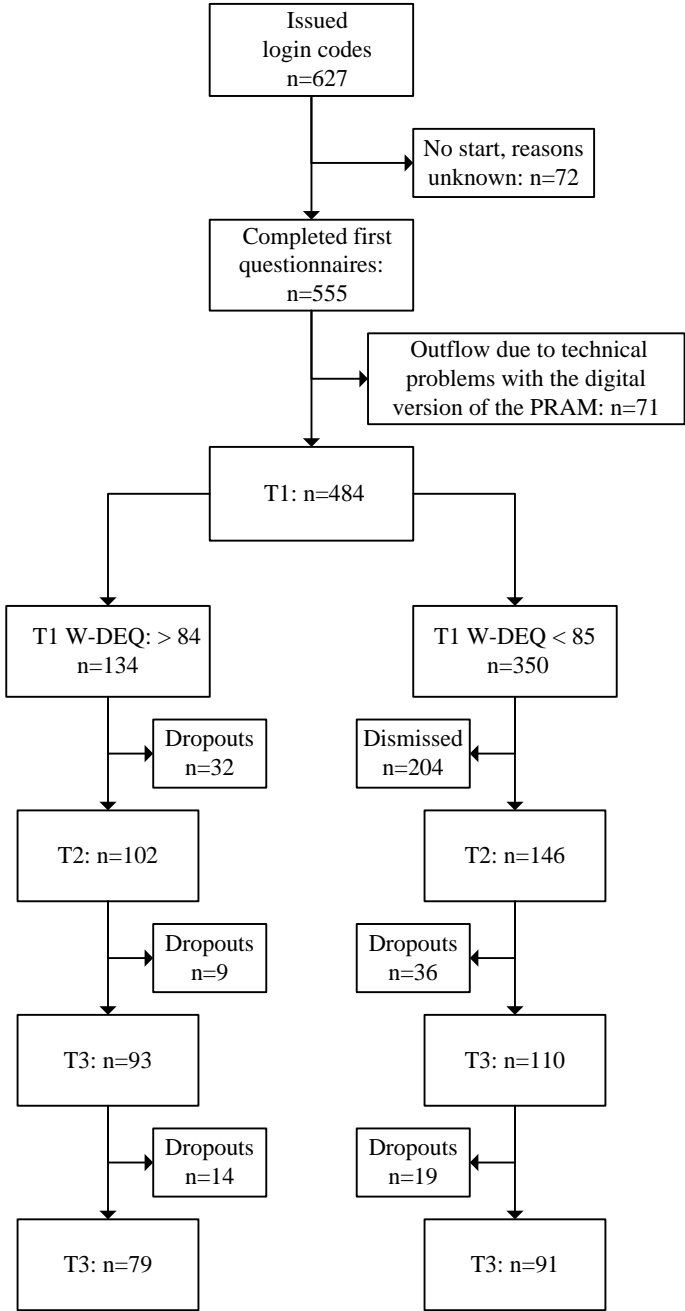 Issued
login codes
n=627
No start, reasons
unknown: n=72
Completed first
questionnaires:
n=555
Outflow due to technical
problems with the digital
version of the PRAM: n=71
T1: n=484
T1 W-DEQ: > 84
n=134
T1 W-DEQ < 85
n=350
Dropouts
n=32
Dismissed
n=204
T2: n=102
T2: n=146
Dropouts
n=9
Dropouts
n=36
T3: n=93
T3: n=110
Dropouts
n=14
Dropouts
n=19
T3: n=79
T3: n=91